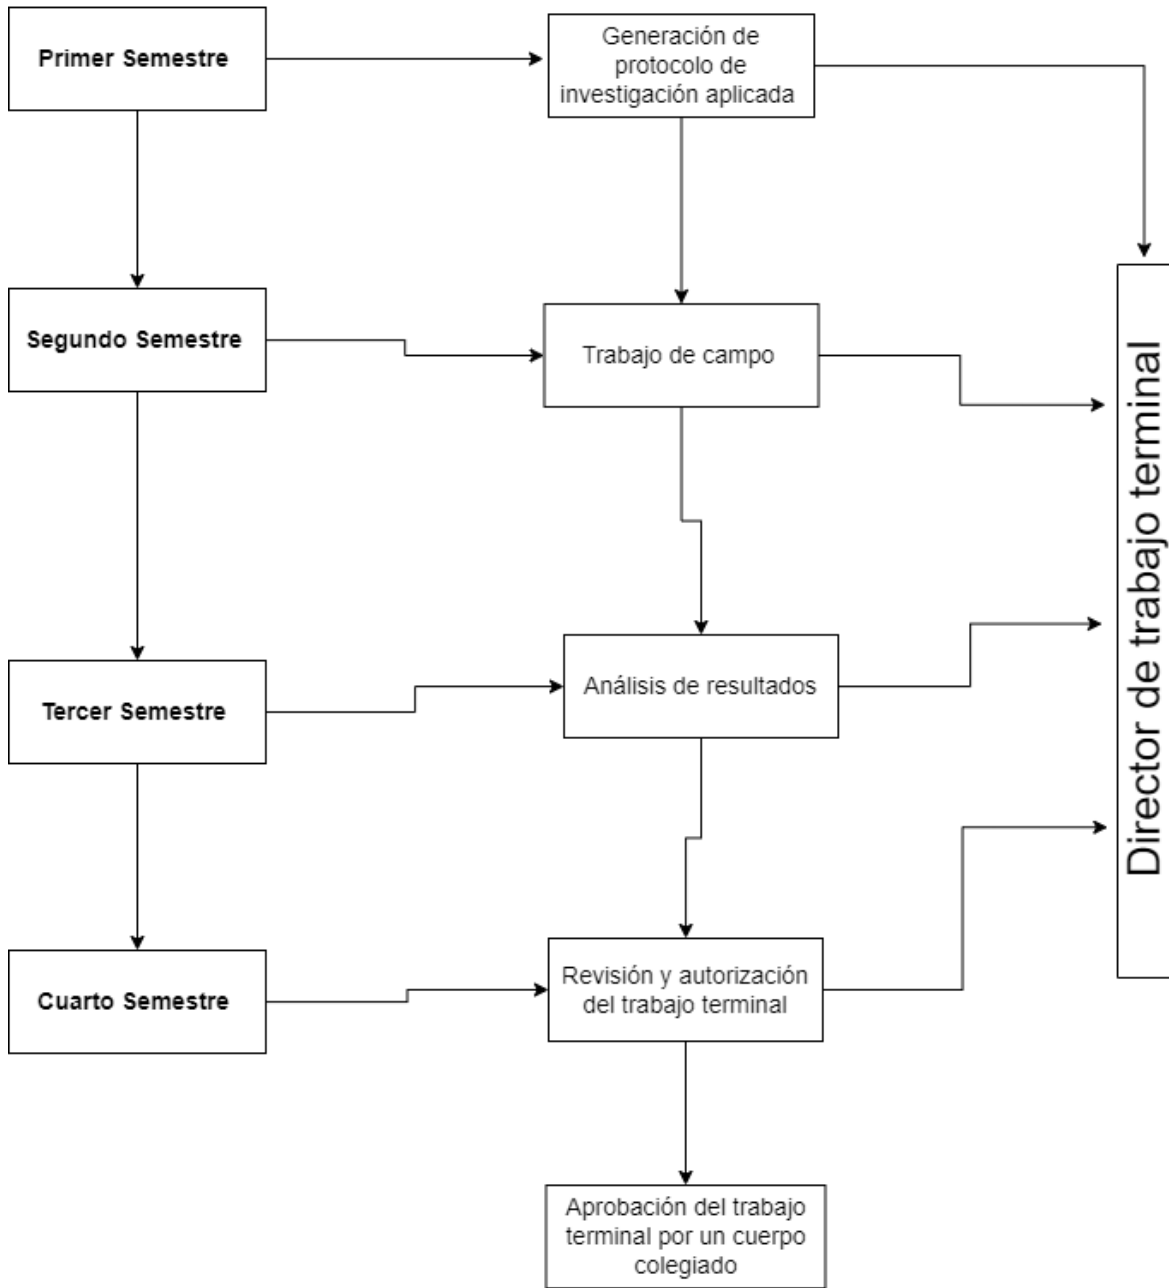 Primer Semestre
Generación de
protocolo de
investigación aplicada
Segundo Semestre
Trabajo de campo
Director de trabajo terminal
Tercer Semestre
Análisis de resultados
Cuarto Semestre
Revisión y autorización
del trabajo terminal
Aprobación del trabajo
terminal por un cuerpo
colegiado